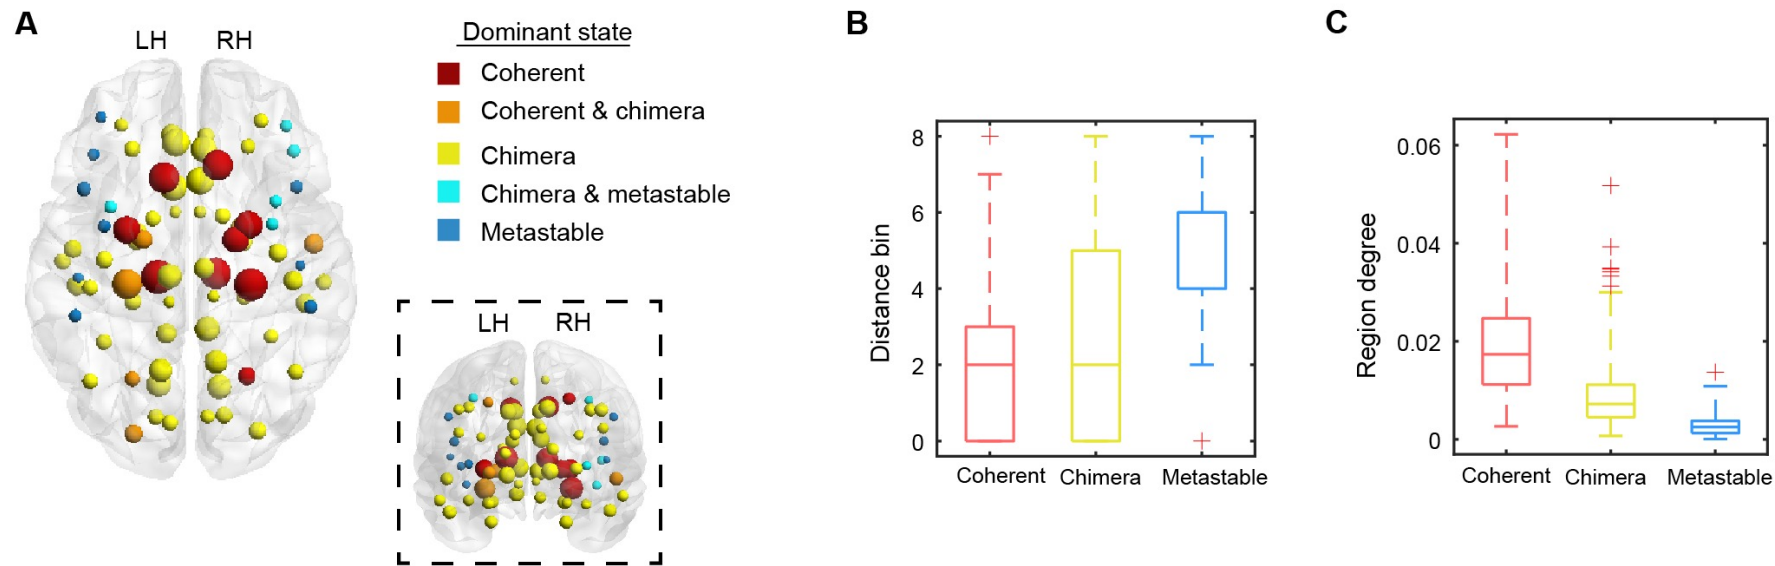 A
LH RH
Dominant state
Coherent
Coherent & chimera
Chimera
Chimera & metastable
Metastable
LH RH
B
Distance bin
8
6
4
2
0
Coherent Chimera Metastable
C
Region degree
0.06
0.04
0.02
0
Coherent Chimera Metastable